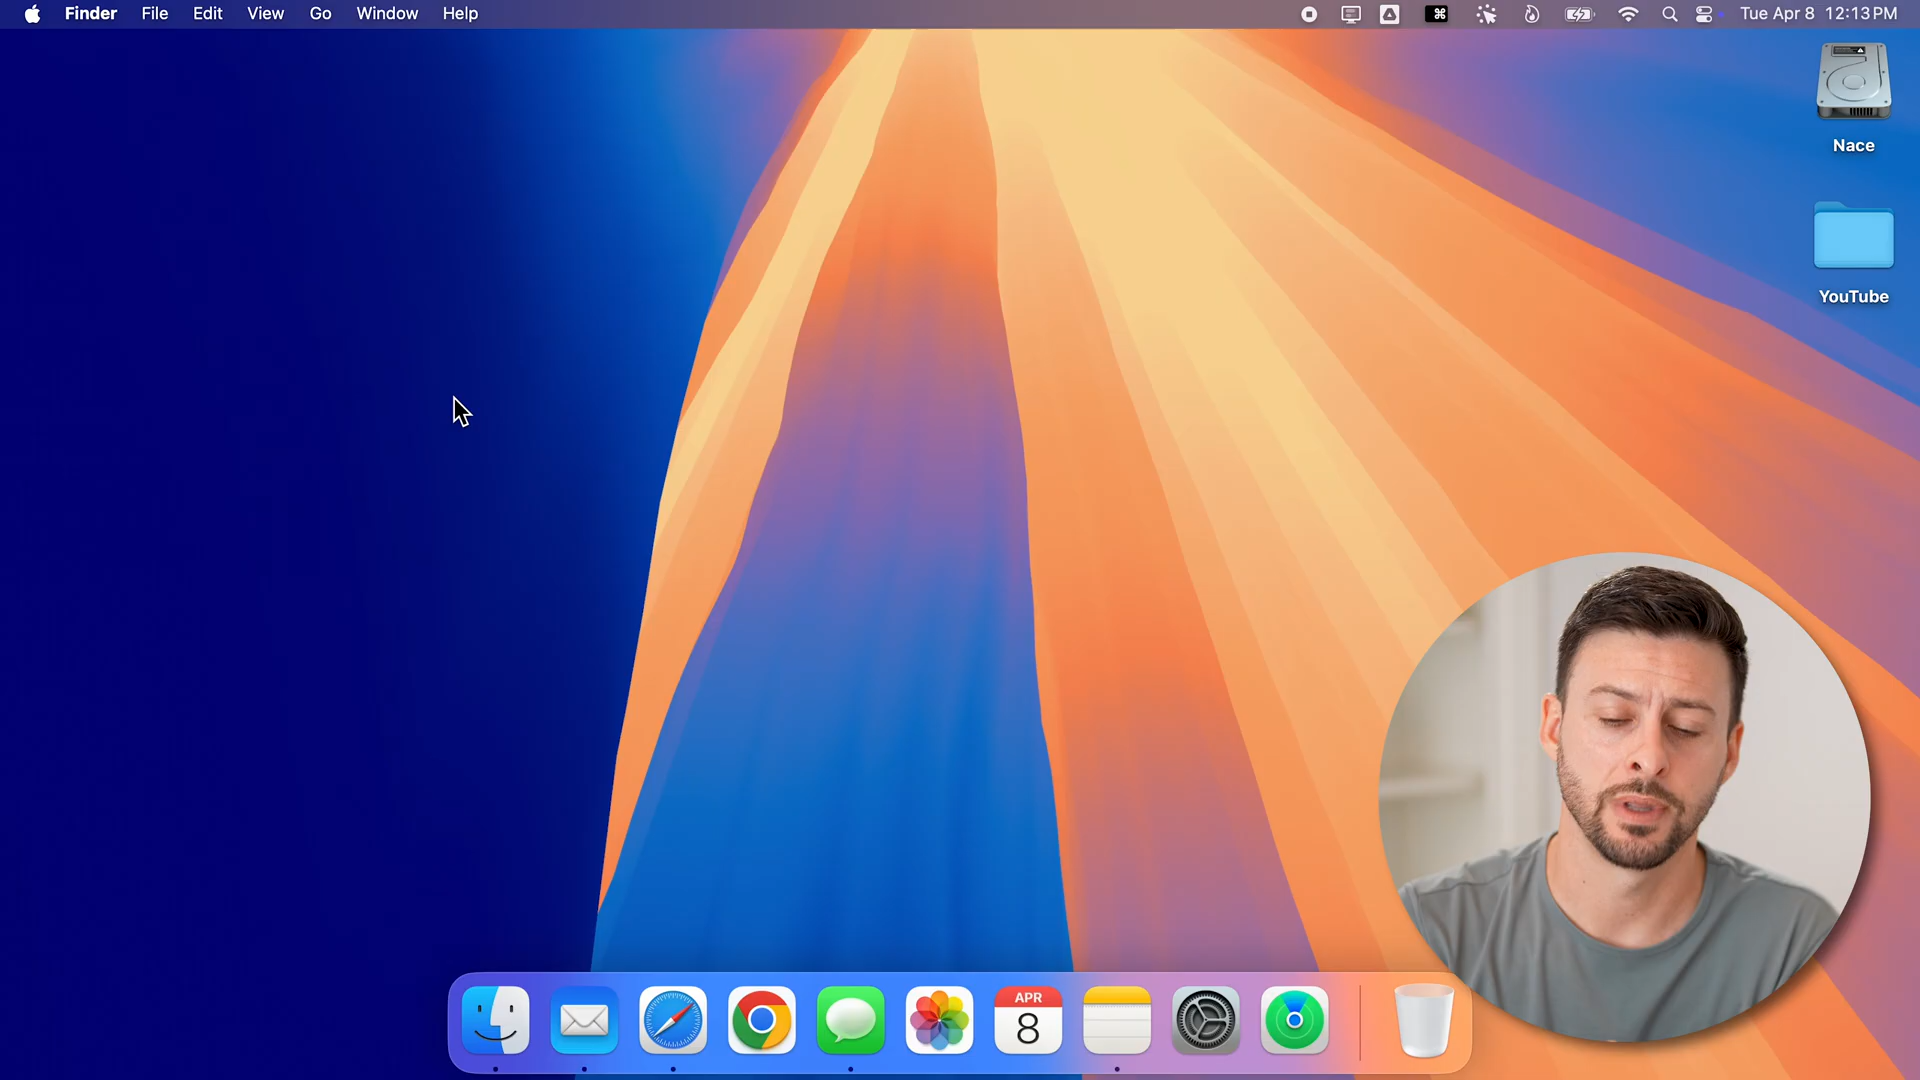 Finder File Edit View Go Window Help Tue Apr 8 12:13 PM
Nace
YouTube
APR
8